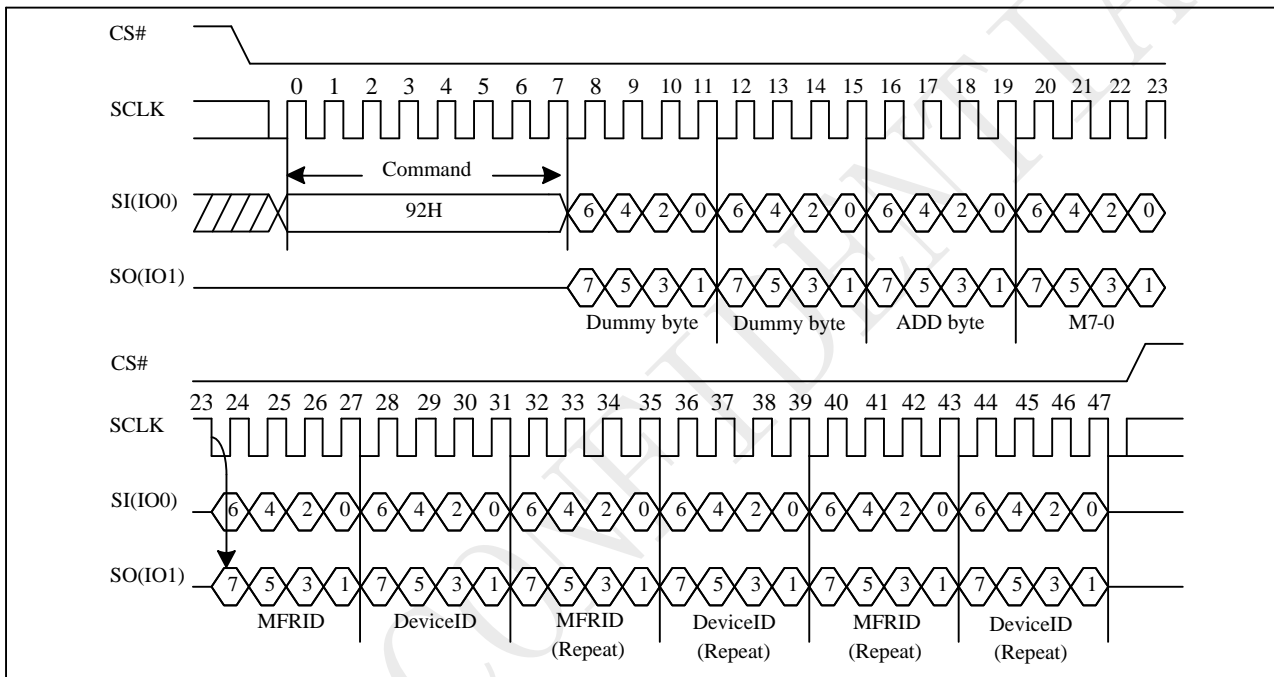 CS#
0 1 2 3 4 5 6 7 8 9 10 11 12 13 14 15 16 17 18 19 20 21 22 23
SCLK
Command
SI(IO0)
92H
6 4 2 0 6 4 2 0 6 4 2 0 6 4 2 0
SO(IO1)
7 5 3 1 7 5 3 1 7 5 3 1 7 5 3 1
Dummy byte Dummy byte ADD byte M7-0
CS#
23 24 25 26 27 28 29 30 31 32 33 34 35 36 37 38 39 40 41 42 43 44 45 46 47
SCLK
SI(IO0)
6 4 2 0 6 4 2 0 6 4 2 0 6 4 2 0 6 4 2 0 6 4 2 0
SO(IO1)
7 5 3 1 7 5 3 1 7 5 3 1 7 5 3 1 7 5 3 1 7 5 3 1
MFRID DeviceID MFRID DeviceID MFRID DeviceID
(Repeat) (Repeat) (Repeat) (Repeat)
CONFIDENTIA